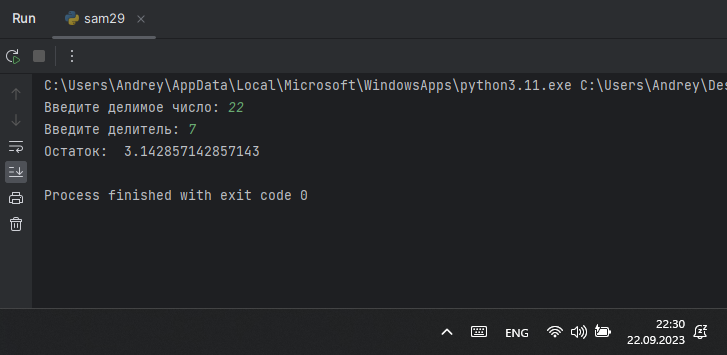 Run sam29
C:\Users\Andrey\AppData\Local\Microsoft\WindowsApps\python3.11.exe C:\Users\Andrey\Des
Введите делимое число: 22
Введите делитель: 7
Остаток:  3.142857142857143
Process finished with exit code 0
ENG 22:30
22.09.2023